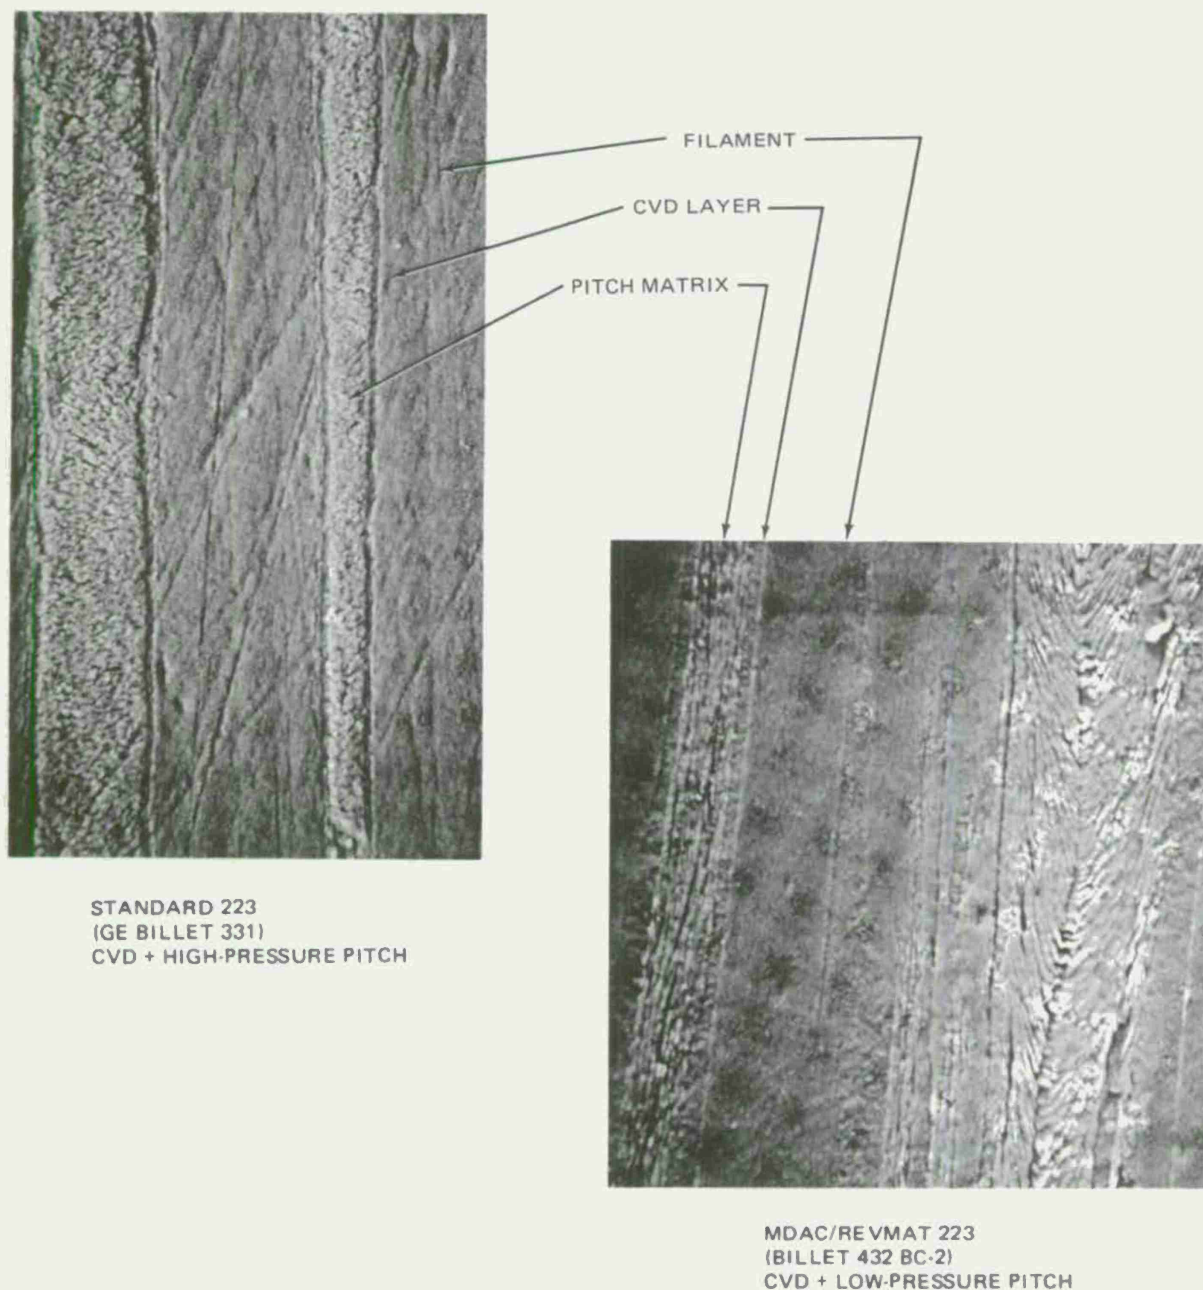 FILAMENT
CVD LAYER
PITCH MATRIX
STANDARD 223
(GE BILLET 331)
CVD + HIGH-PRESSURE PITCH
MDAC/REVMAT 223
(BILLET 432 BC-2)
CVD + LOW-PRESSURE PITCH